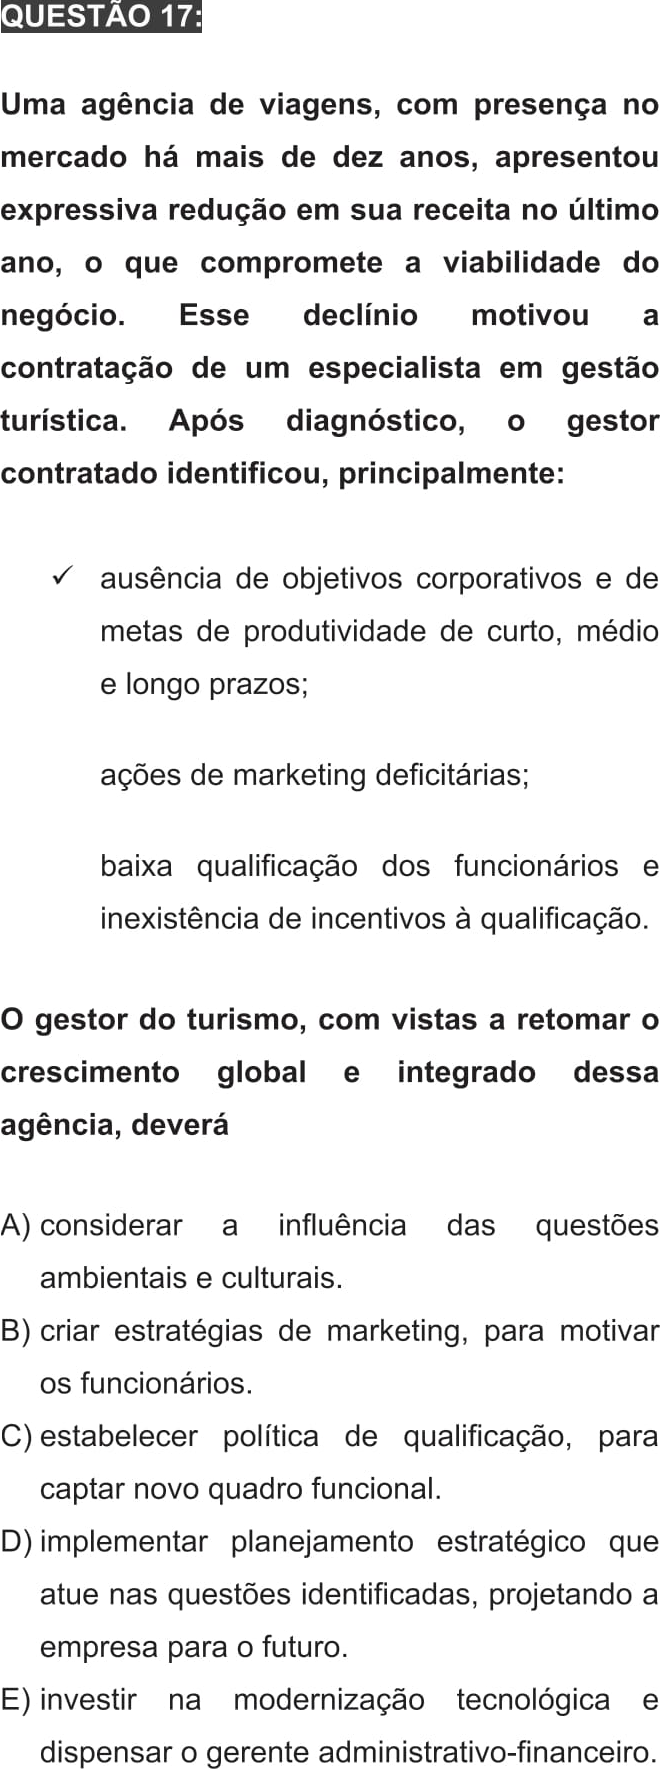 QUESTÃO 17:
Uma agência de viagens, com presença no
mercado há mais de dez anos, apresentou
expressiva redução em sua receita no último
ano, o que compromete a viabilidade do
negócio. Esse declínio motivou a
contratação de um especialista em gestão
turística. Após diagnóstico, o gestor
contratado identificou, principalmente:
✓ ausência de objetivos corporativos e de
metas de produtividade de curto, médio
e longo prazos;
ações de marketing deficitárias;
baixa qualificação dos funcionários e
inexistência de incentivos à qualificação.
O gestor do turismo, com vistas a retomar o
crescimento global e integrado dessa
agência, deverá
A) considerar a influência das questões
ambientais e culturais.
B) criar estratégias de marketing, para motivar
os funcionários.
C) estabelecer política de qualificação, para
captar novo quadro funcional.
D) implementar planejamento estratégico que
atue nas questões identificadas, projetando a
empresa para o futuro.
E) investir na modernização tecnológica e
dispensar o gerente administrativo-financeiro.